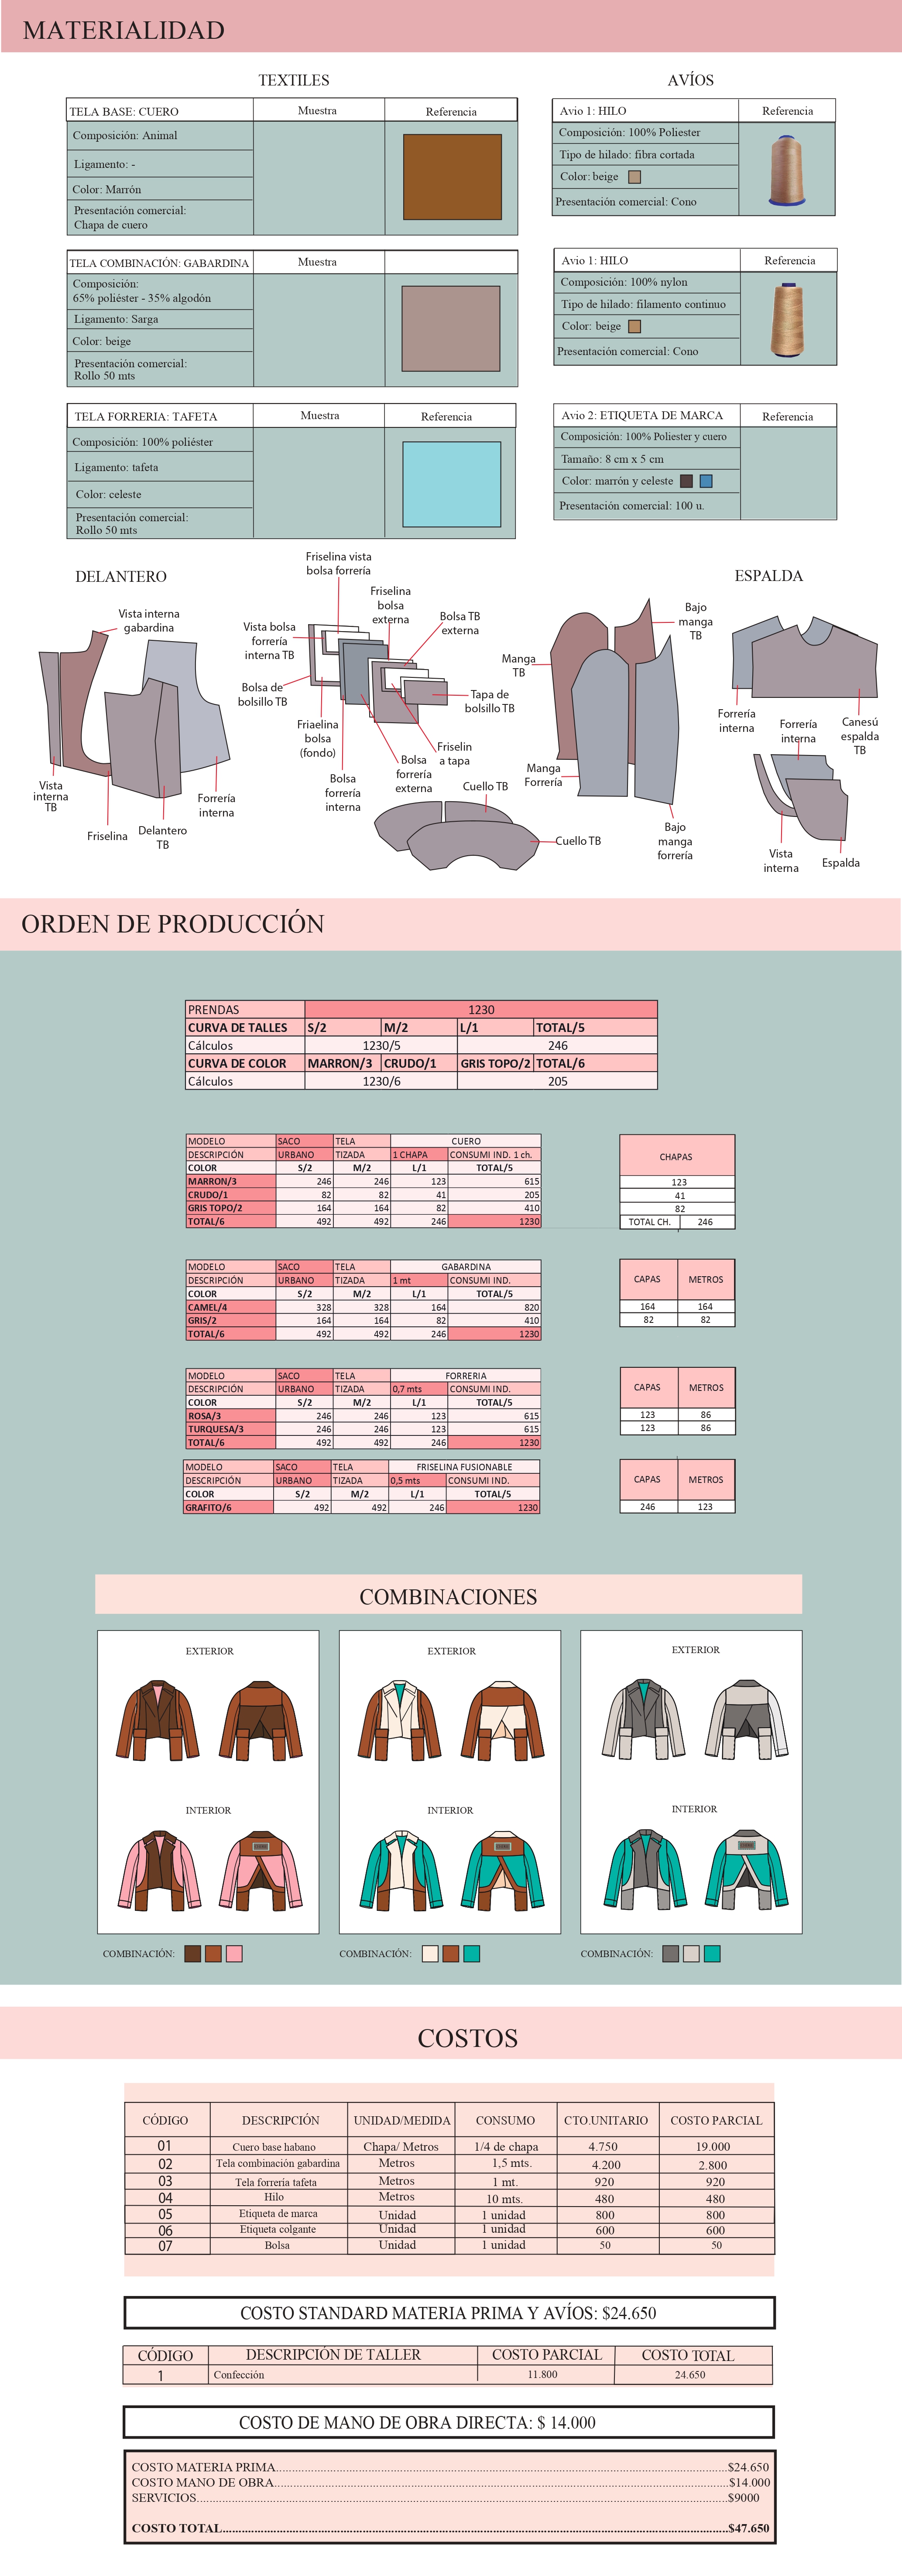 MATERIALIDAD
TEXTILES
TELA BASE: CUERO Muestra Referencia
Composición: Animal
Ligamento: -
Color: Marrón
Presentación comercial:
Chapa de cuero
TELA COMBINACIÓN: GABARDINA Muestra
Composición:
65% poliéster - 35% algodón
Ligamento: Sarga
Color: beige
Presentación comercial:
Rollo 50 mts
TELA FORRERIA: TAFETA Muestra Referencia
Composición: 100% poliéster
Ligamento: tafeta
Color: celeste
Presentación comercial:
Rollo 50 mts
AVÍOS
Avio 1: HILO Referencia
Composición: 100% Poliester
Tipo de hilado: fibra cortada
Color: beige
Presentación comercial: Cono
Avio 1: HILO Referencia
Composición: 100% nylon
Tipo de hilado: filamento continuo
Color: beige
Presentación comercial: Cono
Avio 2: ETIQUETA DE MARCA Referencia
Composición: 100% Poliester y cuero
Tamaño: 8 cm x 5 cm
Color: marrón y celeste
Presentación comercial: 100 u.
DELANTERO
Vista interna
gabardina
Vista
interna
TB
Friselina
Delantero
TB
Forrería
interna
Friselina vista
bolsa forrería
Friselina
bolsa
externa
Bolsa TB
externa
Vista bolsa
forrería
interna TB
Bolsa de
bolsillo TB
Friaelina
bolsa
(fondo)
Bolsa
forrería
interna
Bolsa
forrería
externa
Friselin
a tapa
Tapa de
bolsillo TB
Cuello TB
Cuello TB
Manga
TB
Bajo
manga
TB
Manga
Forrería
Bajo
manga
forrería
ESPALDA
Forrería
interna
Forrería
interna
Canesú
espalda
TB
Vista
interna
Espalda
ORDEN DE PRODUCCIÓN
PRENDAS 1230
CURVA DE TALLES S/2 M/2 L/1 TOTAL/5
Cálculos 1230/5 246
CURVA DE COLOR MARRON/3 CRUDO/1 GRIS TOPO/2 TOTAL/6
Cálculos 1230/6 205
MODELO SACO TELA CUERO
DESCRIPCIÓN URBANO TIZADA 1 CHAPA CONSUMI IND. 1 ch.
COLOR S/2 M/2 L/1 TOTAL/5
MARRON/3 246 246 123 615
CRUDO/1 82 82 41 205
GRIS TOPO/2 164 164 82 410
TOTAL/6 492 492 246 1230
CHAPAS
123
41
82
TOTAL CH. 246
MODELO SACO TELA GABARDINA
DESCRIPCIÓN URBANO TIZADA 1 mt CONSUMI IND.
COLOR S/2 M/2 L/1 TOTAL/5
CAMEL/4 328 328 164 820
GRIS/2 164 164 82 410
TOTAL/6 492 492 246 1230
CAPAS METROS
164 164
82 82
MODELO SACO TELA FORRERIA
DESCRIPCIÓN URBANO TIZADA 0,7 mts CONSUMI IND.
COLOR S/2 M/2 L/1 TOTAL/5
ROSA/3 246 246 123 615
TURQUESA/3 246 246 123 615
TOTAL/6 492 492 246 1230
CAPAS METROS
123 86
123 86
MODELO SACO TELA FRISELINA FUSIONABLE
DESCRIPCIÓN URBANO TIZADA 0,5 mts CONSUMI IND.
COLOR S/2 M/2 L/1 TOTAL/5
GRAFITO/6 492 492 246 1230
CAPAS METROS
246 123
COMBINACIONES
EXTERIOR
INTERIOR
COMBINACIÓN:
EXTERIOR
INTERIOR
COMBINACIÓN:
EXTERIOR
INTERIOR
COMBINACIÓN:
COSTOS
CÓDIGO DESCRIPCIÓN UNIDAD/MEDIDA CONSUMO CTO.UNITARIO COSTO PARCIAL
01 Cuero base habano Chapa/ Metros 1/4 de chapa 4.750 19.000
02 Tela combinación gabardina Metros 1,5 mts. 4.200 2.800
03 Tela forreria tafeta Metros 1 mt. 920 920
04 Hilo Metros 10 mts. 480 480
05 Etiqueta de marca Unidad 1 unidad 800 800
06 Etiqueta colgante Unidad 1 unidad 600 600
07 Bolsa Unidad 1 unidad 50 50
COSTO STANDARD MATERIA PRIMA Y AVÍOS: $24.650
CÓDIGO DESCRIPCIÓN DE TALLER COSTO PARCIAL COSTO TOTAL
1 Confección 11.800 24.650
COSTO DE MANO DE OBRA DIRECTA: $ 14.000
COSTO MATERIA PRIMA...$24.650
COSTO MANO DE OBRA...$14.000
SERVICIOS...$9000
COSTO TOTAL...$47.650